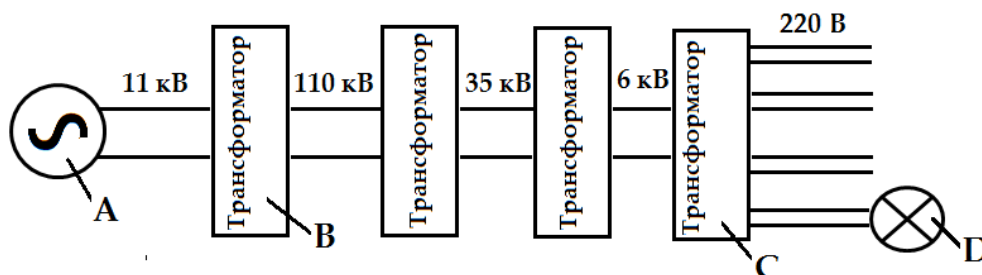 220 В
11 кВ
110 кВ
35 кВ
6 кВ
Трансформатор
Трансформатор
Трансформатор
Трансформатор
A
B
C
D